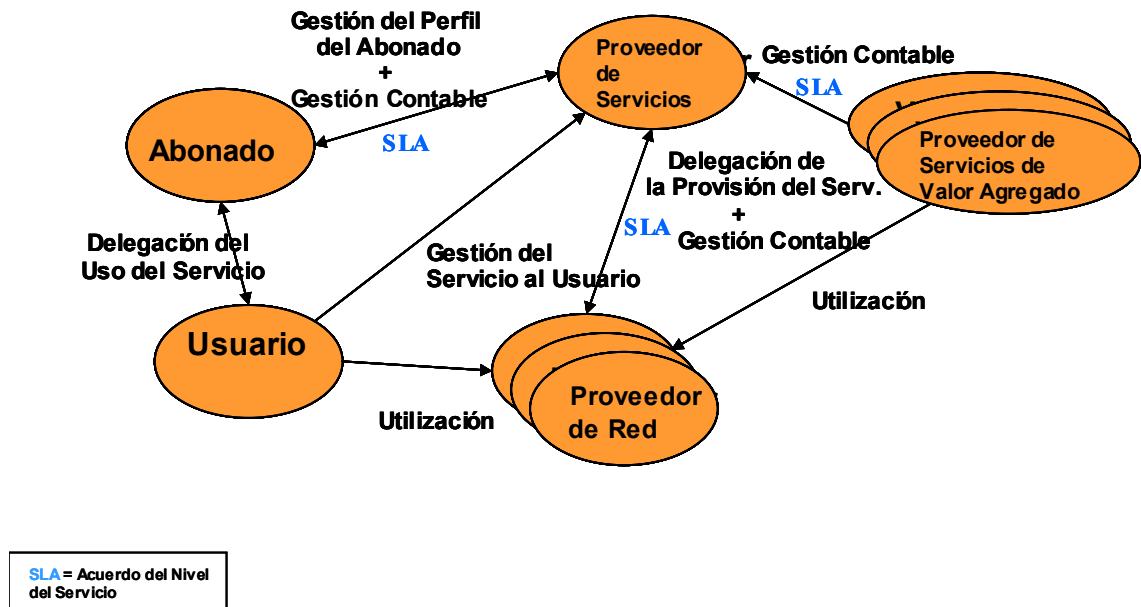 Gestión del Perfil
del Abonado
+
Gestión Contable
SLA
Proveedor
de
Servicios
Gestión Contable
SLA
Abonado
Proveedor de
Servicios de
Valor Agregado
Delegación de
la Provisión del Serv.
+
Gestión Contable
SLA
Delegación del
Uso del Servicio
Gestión del
Servicio al Usuario
Utilización
Usuario
Utilización
Proveedor
de Red
SLA = Acuerdo del Nivel
del Servicio